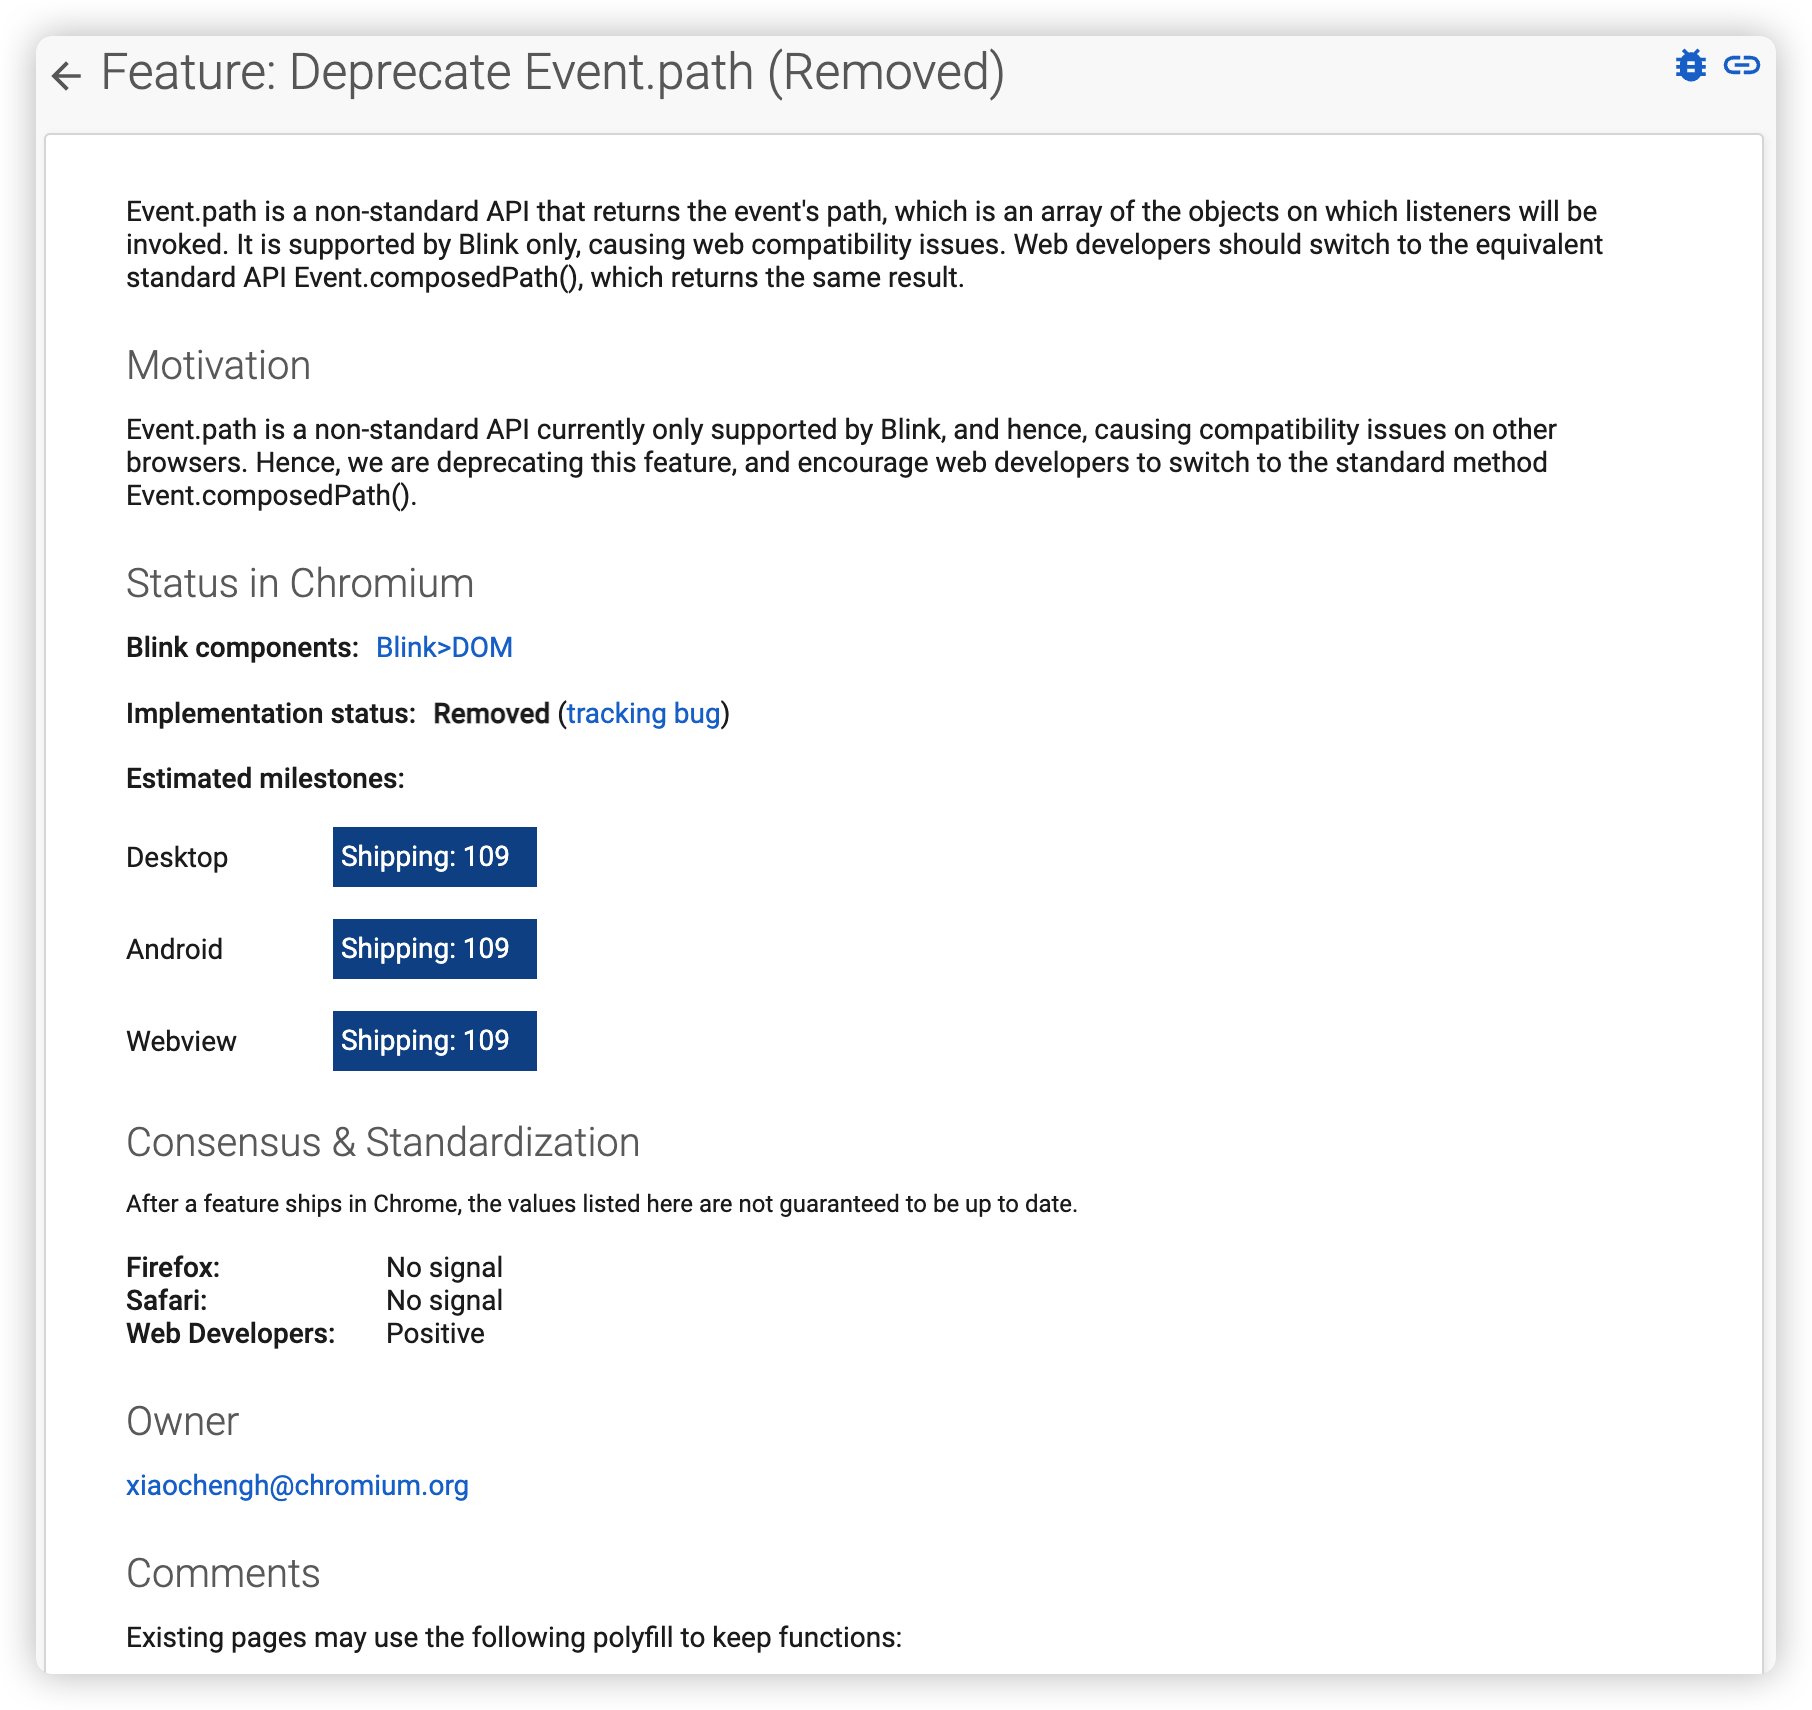 Feature: Deprecate Event.path (Removed)
Event.path is a non-standard API that returns the event's path, which is an array of the objects on which listeners will be
invoked. It is supported by Blink only, causing web compatibility issues. Web developers should switch to the equivalent
standard API Event.composedPath(), which returns the same result.
Motivation
Event.path is a non-standard API currently only supported by Blink, and hence, causing compatibility issues on other
browsers. Hence, we are deprecating this feature, and encourage web developers to switch to the standard method
Event.composedPath().
Status in Chromium
Blink components: Blink>DOM
Implementation status: Removed (tracking bug)
Estimated milestones:
Desktop Shipping: 109
Android Shipping: 109
Webview Shipping: 109
Consensus & Standardization
After a feature ships in Chrome, the values listed here are not guaranteed to be up to date.
Firefox: No signal
Safari: No signal
Web Developers: Positive
Owner
xiaochengh@chromium.org
Comments
Existing pages may use the following polyfill to keep functions: